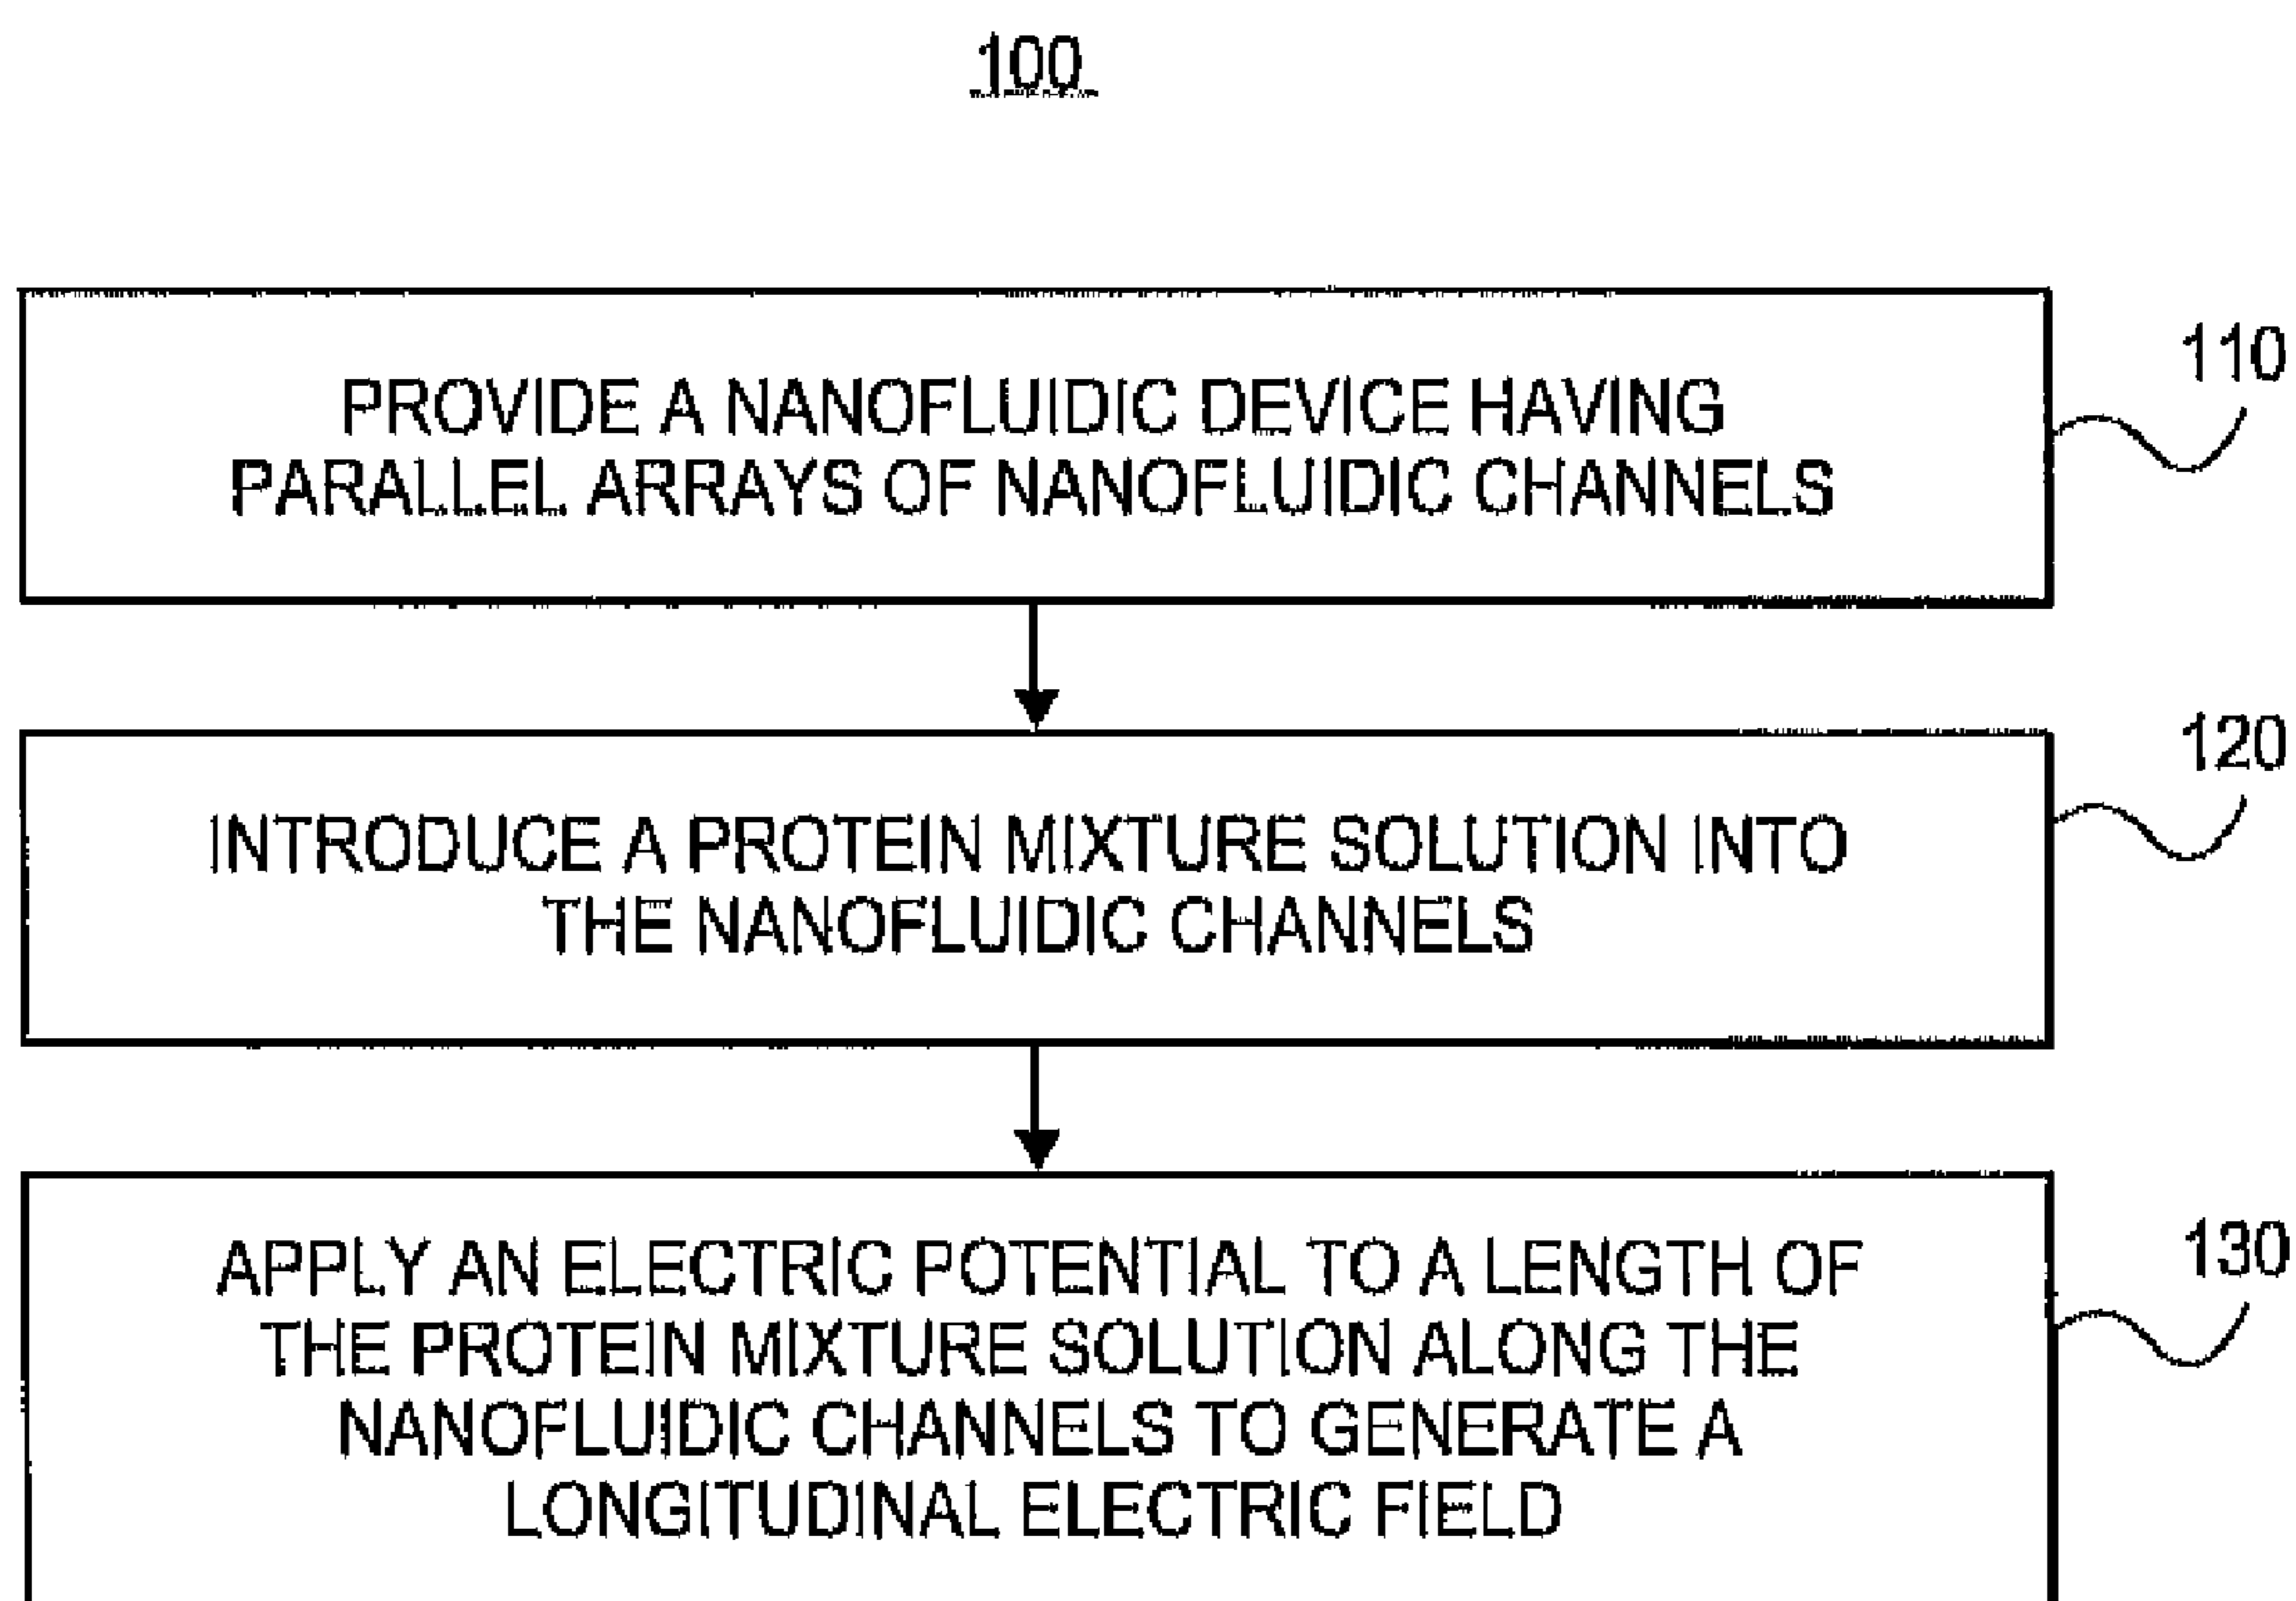 100
PROVIDE A NANOFLUIDIC DEVICE HAVING
PARALLEL ARRAYS OF NANOFLUIDIC CHANNELS
110
INTRODUCE A PROTEIN MIXTURE SOLUTION INTO
THE NANOFLUIDIC CHANNELS
120
APPLY AN ELECTRIC POTENTIAL TO A LENGTH OF
THE PROTEIN MIXTURE SOLUTION ALONG THE
NANOFLUIDIC CHANNELS TO GENERATE A
LONGITUDINAL ELECTRIC FIELD
130